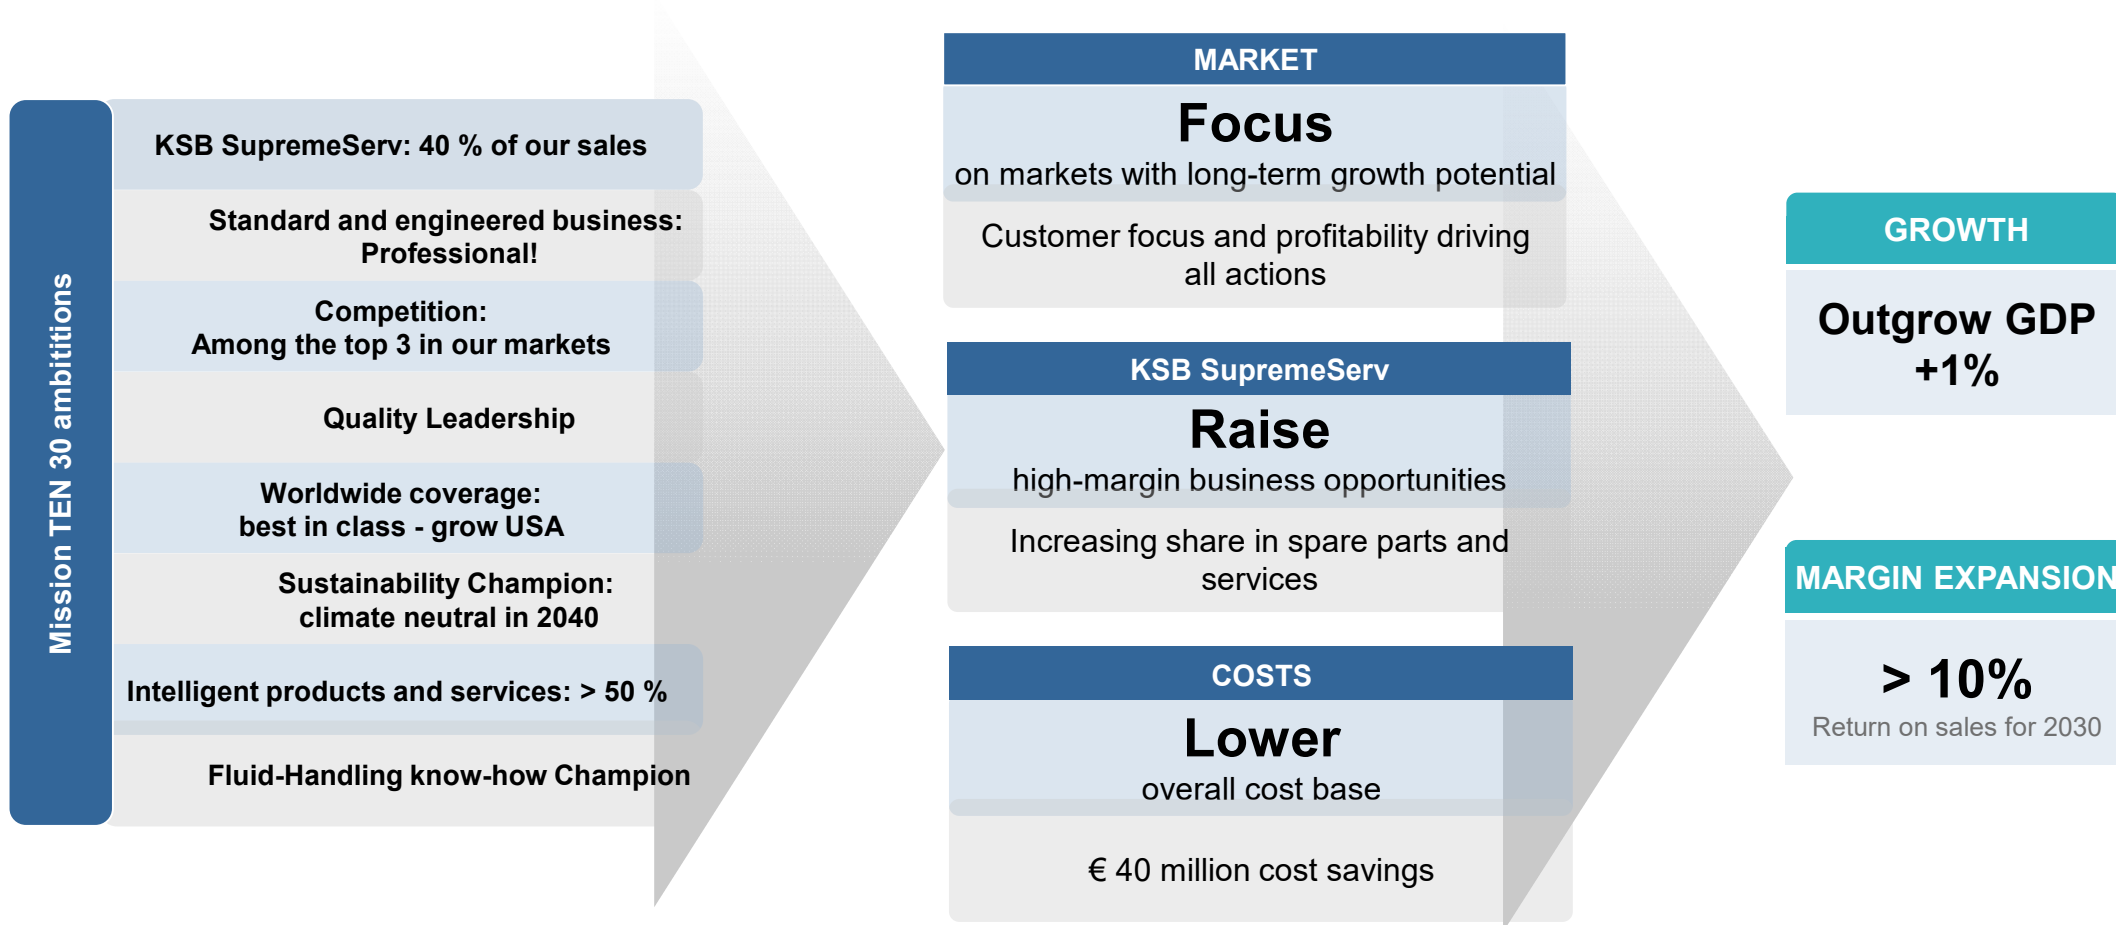 Mission TEN 30 ambititions
KSB SupremeServ: 40 % of our sales
Standard and engineered business:
Professional!
Competition:
Among the top 3 in our markets
Quality Leadership
Worldwide coverage:
best in class - grow USA
Sustainability Champion:
climate neutral in 2040
Intelligent products and services: > 50 %
Fluid-Handling know-how Champion
MARKET
Focus
on markets with long-term growth potential
Customer focus and profitability driving
all actions
KSB SupremeServ
Raise
high-margin business opportunities
Increasing share in spare parts and
services
COSTS
Lower
overall cost base
€ 40 million cost savings
GROWTH
Outgrow GDP
+1%
MARGIN EXPANSION
> 10%
Return on sales for 2030